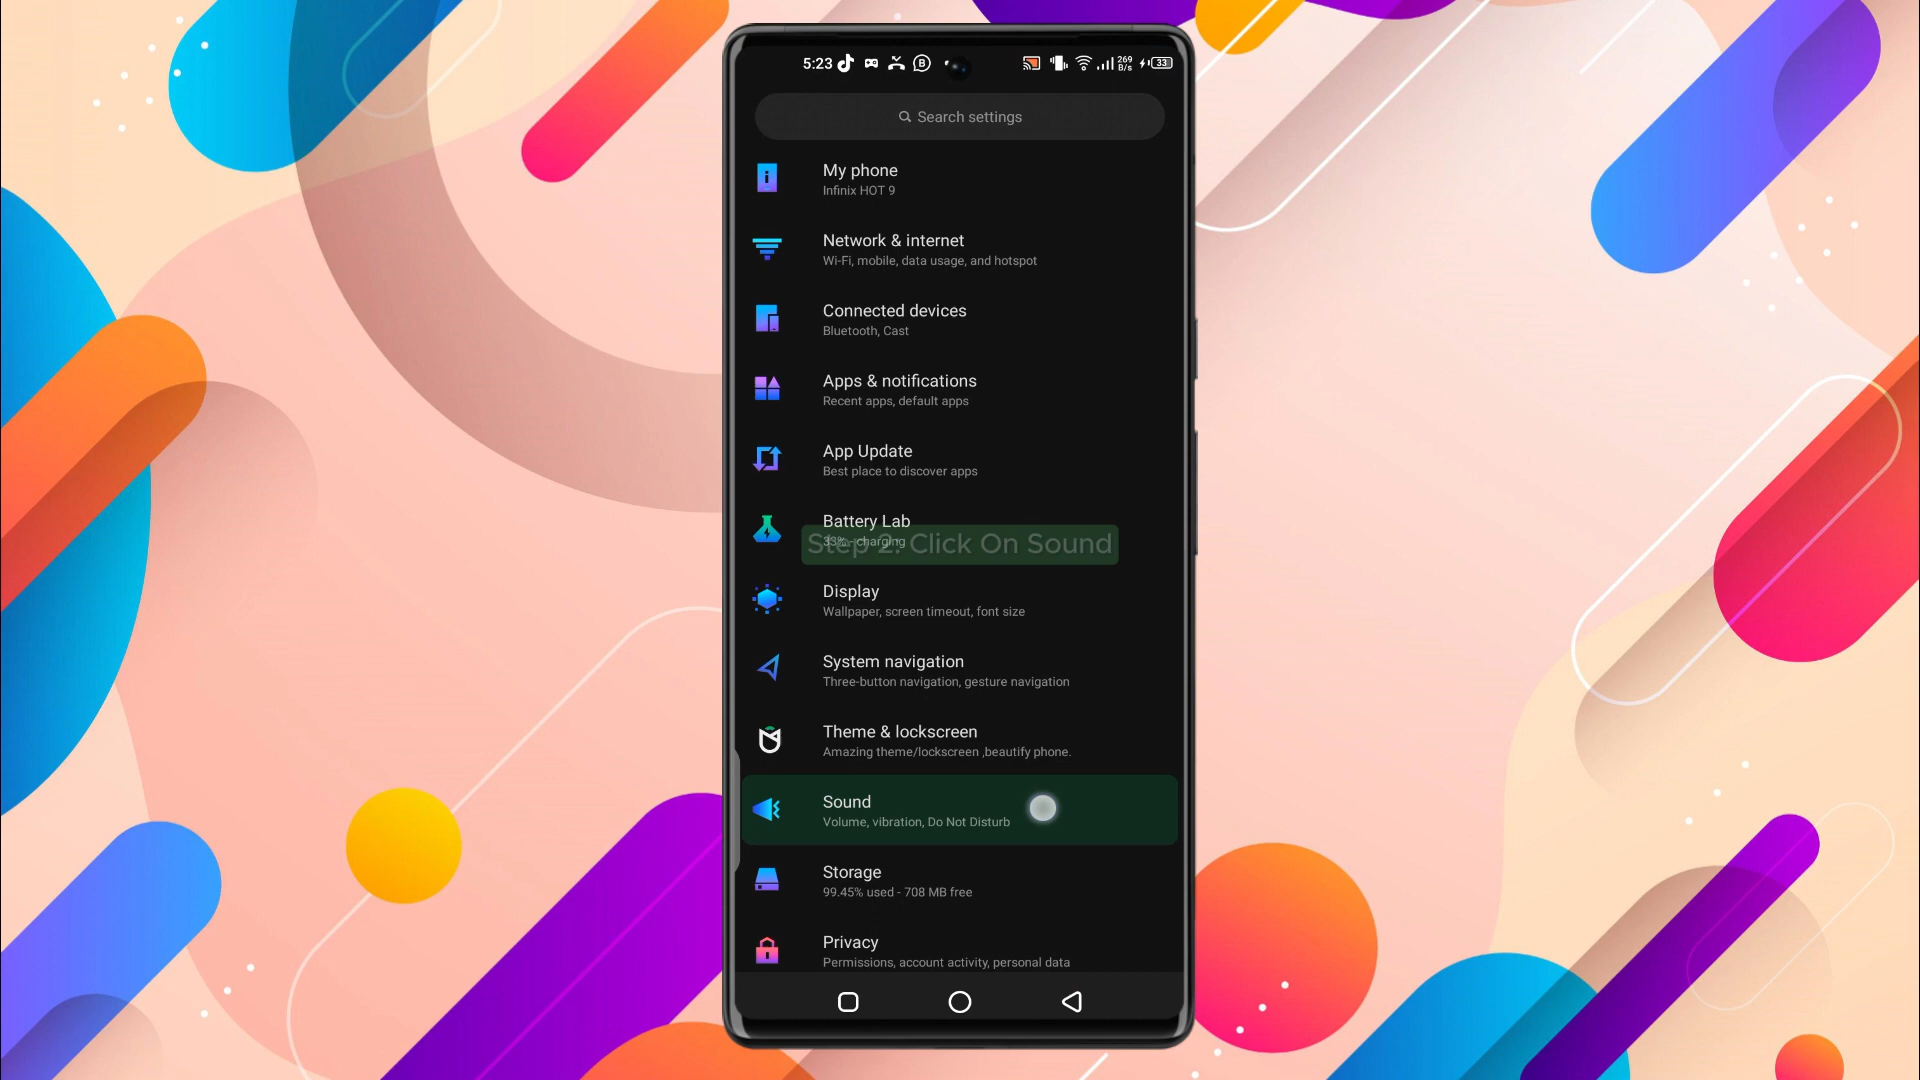 5:23
269
B/s
33
Search settings
My phone
Infinix HOT 9
Network & internet
Wi-Fi, mobile, data usage, and hotspot
Connected devices
Bluetooth, Cast
Apps & notifications
Recent apps, default apps
App Update
Best place to discover apps
Battery Lab
33% - charging
Step 2: Click On Sound
Display
Wallpaper, screen timeout, font size
System navigation
Three-button navigation, gesture navigation
Theme & lockscreen
Amazing theme/lockscreen ,beautify phone.
Sound
Volume, vibration, Do Not Disturb
Storage
99.45% used - 708 MB free
Privacy
Permissions, account activity, personal data